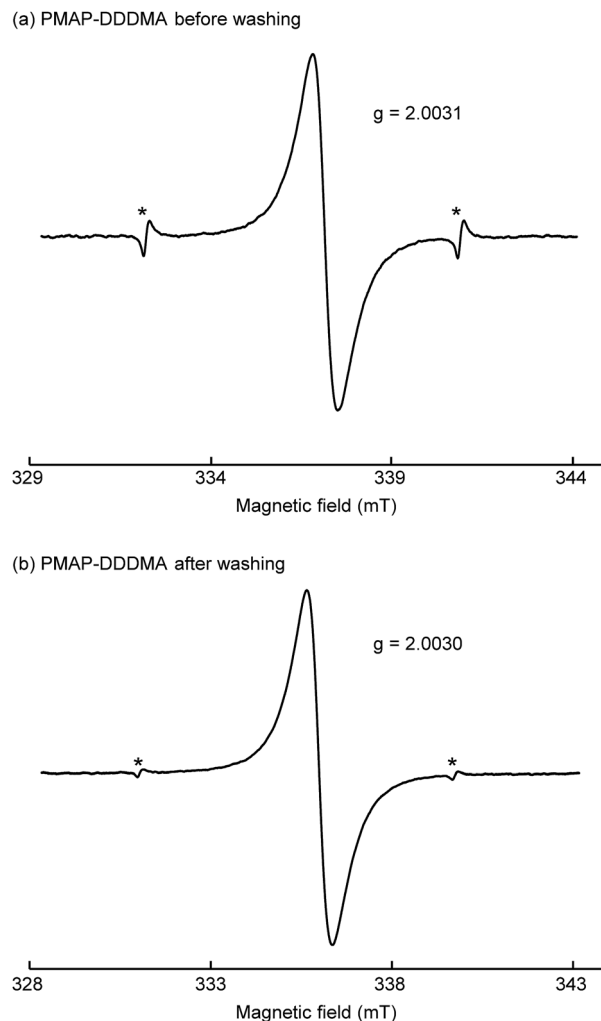 (a) PMAP-DDDMA before washing
g = 2.0031
* *
329 334 339 344
Magnetic field (mT)
(b) PMAP-DDDMA after washing
g = 2.0030
* *
328 333 338 343
Magnetic field (mT)